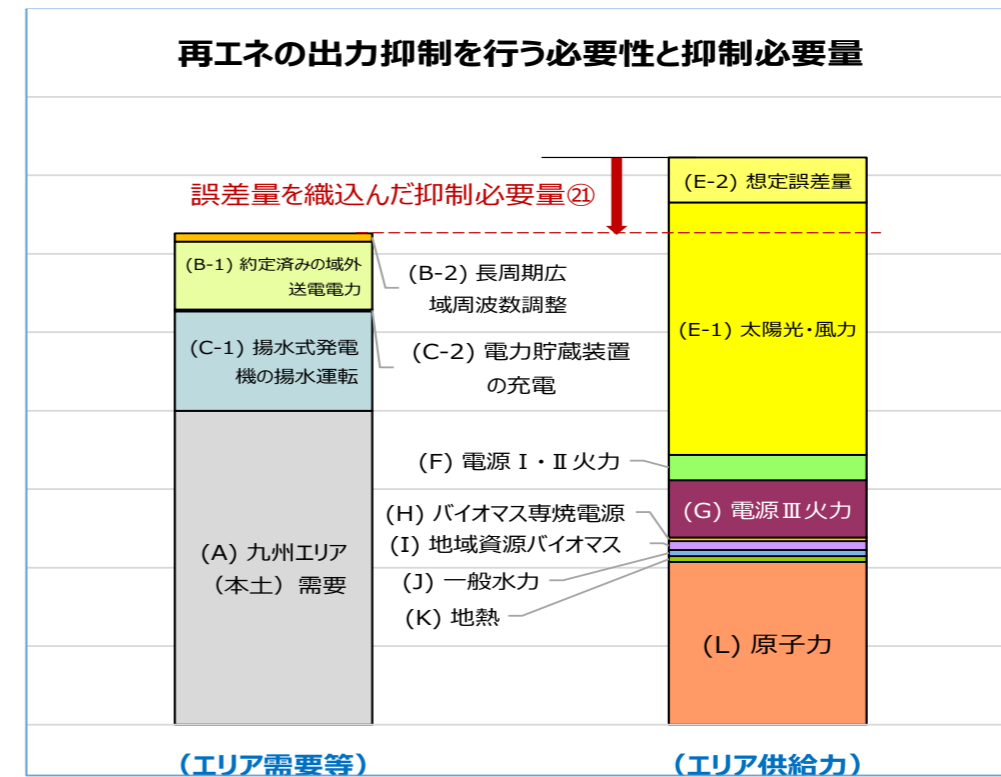 再エネの出力抑制を行う必要性と抑制必要量
誤差量を織込んだ抑制必要量㉑
(B-1) 約定済みの域外
送電電力
(B-2) 長周期広
域周波数調整
(C-1) 揚水式発電
機の揚水運転
(C-2) 電力貯蔵装置
の充電
(A) 九州エリア
（本土）需要
(E-2) 想定誤差量
(E-1) 太陽光・風力
(F) 電源Ⅰ・Ⅱ火力
(G) 電源Ⅲ火力
(H) バイオマス専焼電源
(I) 地域資源バイオマス
(J) 一般水力
(K) 地熱
(L) 原子力
（エリア需要等）
（エリア供給力）